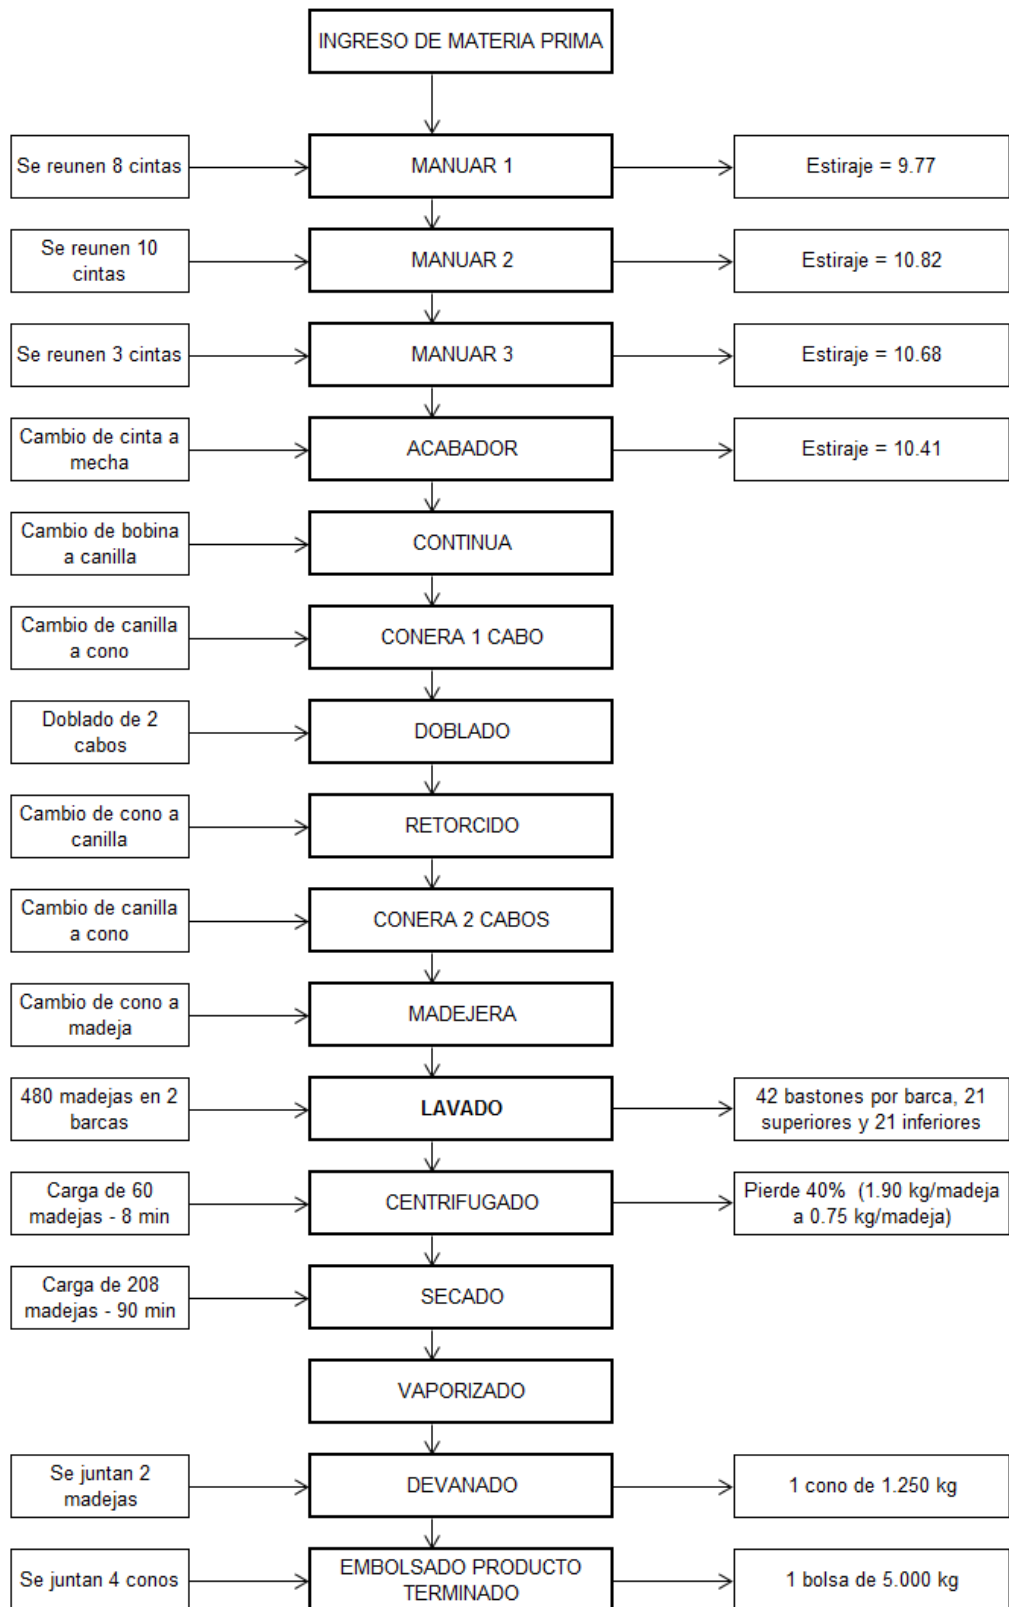 INGRESO DE MATERIA PRIMA
Se reunen 8 cintas
MANUAR 1
Estiraje = 9.77
Se reunen 10
cintas
MANUAR 2
Estiraje = 10.82
Se reunen 3 cintas
MANUAR 3
Estiraje = 10.68
Cambio de cinta a
mecha
ACABADOR
Estiraje = 10.41
Cambio de bobina
a canilla
CONTINUA
Cambio de canilla
a cono
CONERA 1 CABO
Doblado de 2
cabos
DOBLADO
Cambio de cono a
canilla
RETORCIDO
Cambio de canilla
a cono
CONERA 2 CABOS
Cambio de cono a
madeja
MADEJERA
480 madejas en 2
barcas
LAVADO
42 bastones por barca, 21
superiores y 21 inferiores
Carga de 60
madejas - 8 min
CENTRIFUGADO
Pierde 40% (1.90 kg/madeja
a 0.75 kg/madeja)
Carga de 208
madejas - 90 min
SECADO
VAPORIZADO
Se juntan 2
madejas
DEVANADO
1 cono de 1.250 kg
Se juntan 4 conos
EMBOLSADO PRODUCTO
TERMINADO
1 bolsa de 5.000 kg